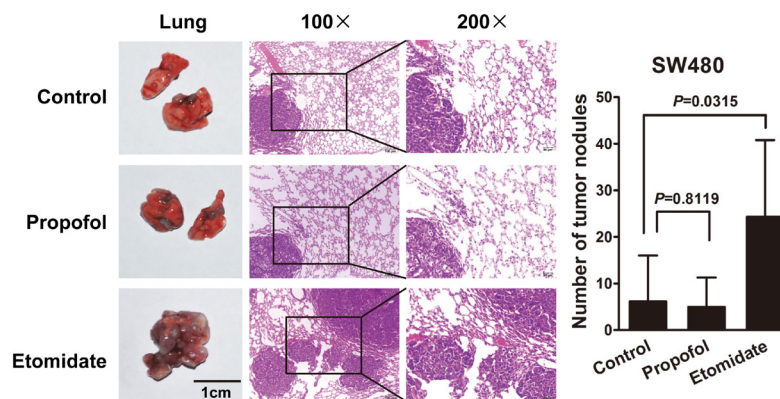 Lung 100× 200×
Control
Propofol
Etomidate
1cm
SW480
Number of tumor nodules
50
40
30
20
10
0
P=0.0315
P=0.8119
Control
Propofol
Etomidate